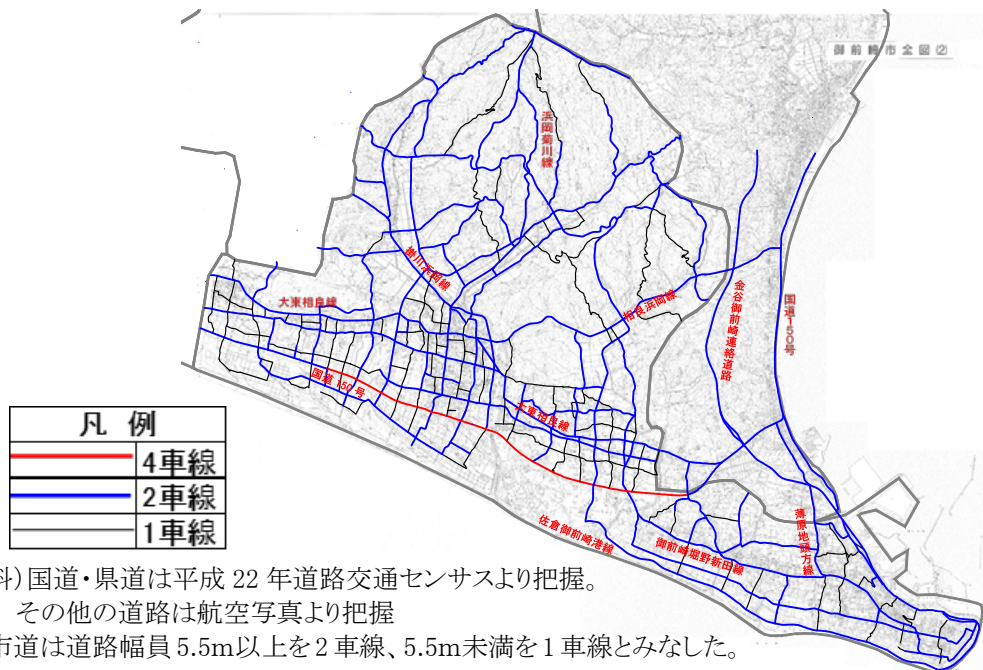 御前崎市全図②
浜岡菊川線
掛川浜岡線
大東相良線
相良浜岡線
金谷御前崎連絡道路
国道150号
国道150号
大東相良線
凡 例
4車線
2車線
1車線
佐倉御前崎港線
御前崎堀野新田線
薄原地頭方線
料)国道・県道は平成 22 年道路交通センサスより把握。
その他の道路は航空写真より把握
市道は道路幅員 5.5m以上を2車線、5.5m未満を1車線とみなした。